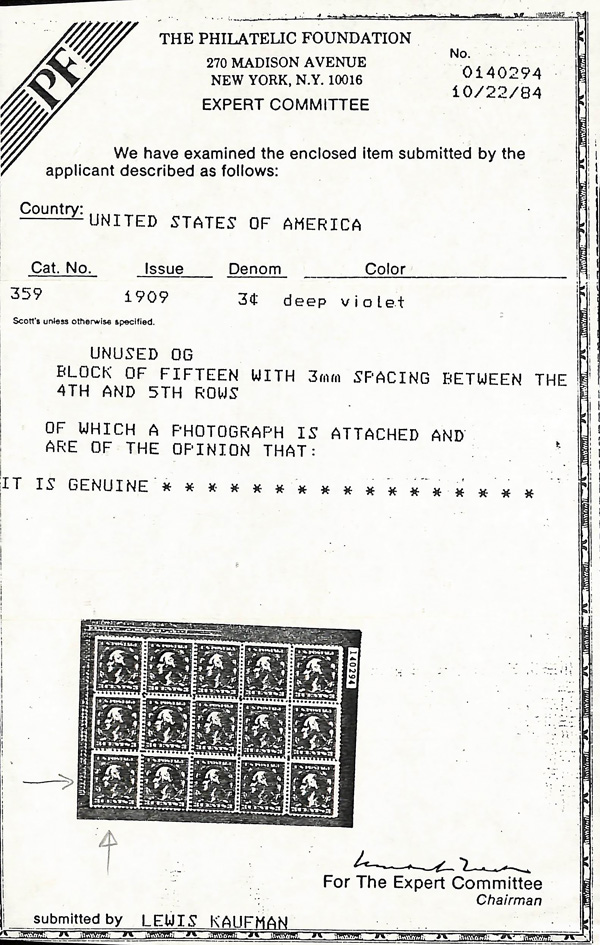 PF
THE PHILATELIC FOUNDATION
270 MADISON AVENUE
NEW YORK, N.Y. 10016
EXPERT COMMITTEE
No.
0140294
10/22/84
We have examined the enclosed item submitted by the
applicant described as follows:
Country: UNITED STATES OF AMERICA
Cat. No. Issue Denom Color
359 1909 3¢ deep violet
Scott's unless otherwise specified.
UNUSED OG
BLOCK OF FIFTEEN WITH 3mm SPACING BETWEEN THE
4TH AND 5TH ROWS
OF WHICH A PHOTOGRAPH IS ATTACHED AND
ARE OF THE OPINION THAT:
IT IS GENUINE * * * * * * * * * * * * * * * * *
140294
For The Expert Committee
Chairman
submitted by LEWIS KAUFMAN